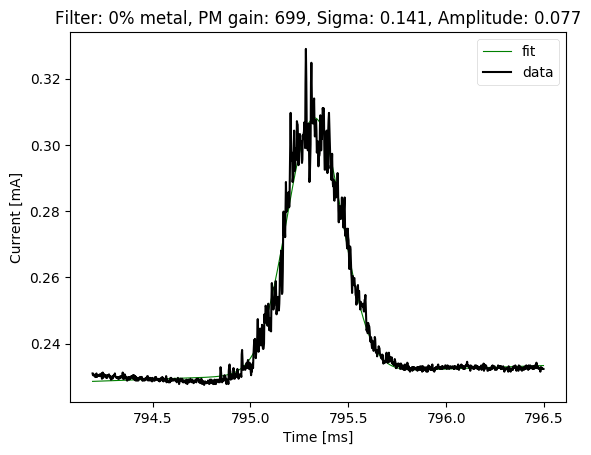 Filter: 0% metal, PM gain: 699, Sigma: 0.141, Amplitude: 0.077
fit
data
0.32
0.30
0.28
0.26
0.24
Current [mA]
794.5 795.0 795.5 796.0 796.5
Time [ms]